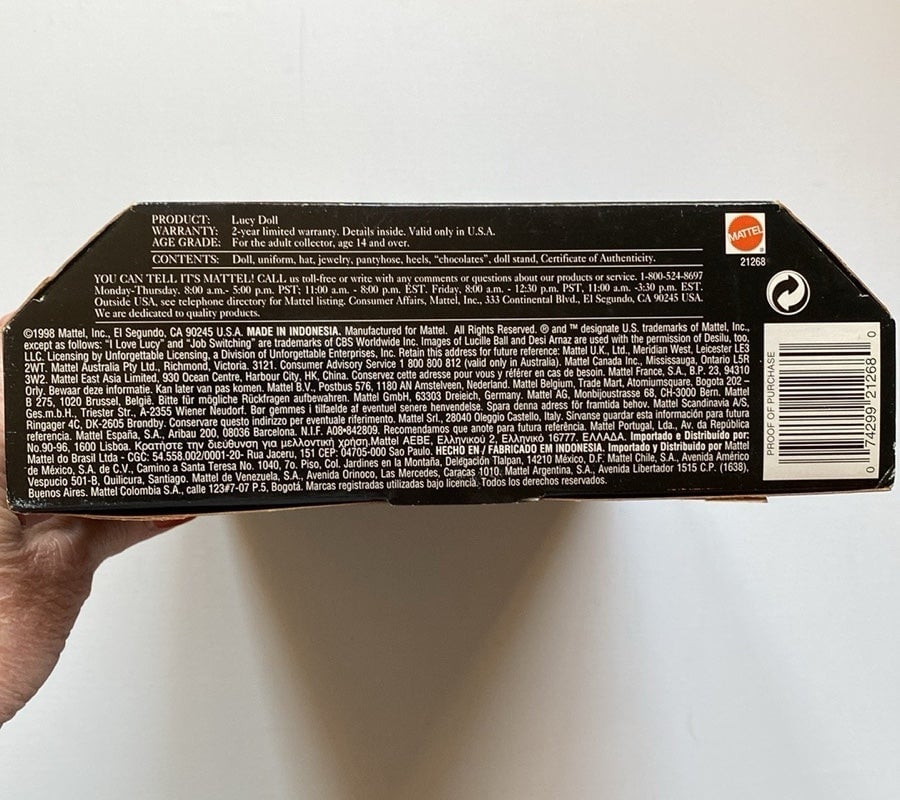 PRODUCT: Lucy Doll
WARRANTY: 2-year limited warranty. Details inside. Valid only in U.S.A.
AGE GRADE: For the adult collector, age 14 and over.
CONTENTS: Doll, uniform, hat, jewelry, pantyhose, heels, “chocolates”, doll stand, Certificate of Authenticity.
YOU CAN TELL IT'S MATTEL! CALL us toll-free or write with any comments or questions about our products or service. 1-800-524-8697
Monday-Thursday. 8:00 a.m.- 5:00 p.m. PST; 11:00 a.m. - 8:00 p.m. EST. Friday, 8:00 a.m. - 12:30 p.m. PST, 11:00 a.m. -3:30 p.m. EST.
Outside USA, see telephone directory for Mattel listing. Consumer Affairs, Mattel, Inc., 333 Continental Blvd., El Segundo, CA 90245 USA.
We are dedicated to quality products.
MATTEL
21268
©1998 Mattel, Inc., El Segundo, CA 90245 U.S.A. MADE IN INDONESIA. Manufactured for Mattel. All Rights Reserved. ® and ™ designate U.S. trademarks of Mattel, Inc.,
except as follows: "I Love Lucy" and "Job Switching" are trademarks of CBS Worldwide Inc. Images of Lucille Ball and Desi Arnaz are used with the permission of Desilu, too,
LLC. Licensing by Unforgettable Licensing, a Division of Unforgettable Enterprises, Inc. Retain this address for future reference: Mattel U.K., Ltd., Meridian West, Leicester LE3
2WT. Mattel Australia Pty Ltd., Richmond, Victoria. 3121. Consumer Advisory Service 1 800 800 812 (valid only in Australia). Mattel Canada Inc., Mississauga, Ontario L5R
3W2. Mattel East Asia Limited, 930 Ocean Centre, Harbour City, HK, China. Conservez cette adresse pour vous y référer en cas de besoin. Mattel France, S.A., B.P. 23, 94310
Orly. Bewaar deze informatie. Kan later van pas komen. Mattel B.V., Postbus 576, 1180 AN Amstelveen, Nederland. Mattel Belgium, Trade Mart, Atomiumsquare, Bogota 202 –
B 275, 1020 Brussel, België. Bitte für mögliche Rückfragen aufbewahren. Mattel GmbH, 63303 Dreieich, Germany. Mattel AG, Monbijoustrasse 68, CH-3000 Bern. Mattel
Ges.m.b.H., Triester Str., A-2355 Wiener Neudorf. Bør gemmes i tilfaelde af eventuel senere henvendelse. Spara denna adress för framtida behov. Mattel Scandinavia A/S,
Ringager 4C, DK-2605 Brondby. Conservare questo indirizzo per eventuale riferimento. Mattel Srl., 28040 Oleggio Castello, Italy. Sirvanse guardar esta información para futura
referencia. Mattel España, S.A., Aribau 200, 08036 Barcelona. N.I.F. A08•842809. Recomendamos que anote para futura referência. Mattel Portugal, Lda., Av. da República
No.90-96, 1600 Lisboa. Κρατήστε την διεύθυνση για μελλοντική χρήση.Mattel AEBE, Ελληνικού 2, Ελληνικό 16777. ΕΛΛΑΔΑ. Importado e Distribuido por:
Mattel do Brasil Ltda - CGC: 54.558.002/0001-20- Rua Jaceru, 151 CEP: 04705-000 Sao Paulo. HECHO EN / FABRICADO EM INDONESIA. Importado y Distribuido por Mattel
de México, S.A. de C.V., Camino a Santa Teresa No. 1040, 7o. Piso, Col. Jardines en la Montaña, Delegación Tlalpan, 14210 México, D.F. Mattel Chile, S.A., Avenida Américo
Vespucio 501-B, Quilicura, Santiago. Mattel de Venezuela, S.A., Avenida Orinoco, Las Mercedes, Caracas 1010. Mattel Argentina, S.A., Avenida Libertador 1515 C.P. (1638),
Buenos Aires. Mattel Colombia S.A., calle 123#7-07 P.5, Bogotá. Marcas registradas utilizadas bajo licencia. Todos los derechos reservados.
PROOF OF PURCHASE
0 74299 21268 0